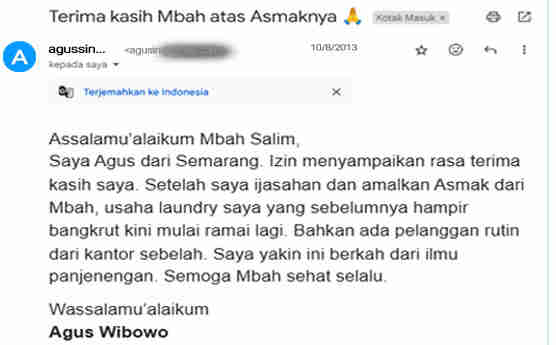 Terima kasih Mbah atas Asmaknya 🙏 Kotak Masuk ×
A agussin... <agusin 10/8/2013
kepada saya
Terjemahkan ke Indonesia ×
Assalamu'alaikum Mbah Salim,
Saya Agus dari Semarang. Izin menyampaikan rasa terima
kasih saya. Setelah saya ijasahan dan amalkan Asmak dari
Mbah, usaha laundry saya yang sebelumnya hampir
bangkrut kini mulai ramai lagi. Bahkan ada pelanggan rutin
dari kantor sebelah. Saya yakin ini berkah dari ilmu
panjenengan. Semoga Mbah sehat selalu.
Wassalamu'alaikum
Agus Wibowo